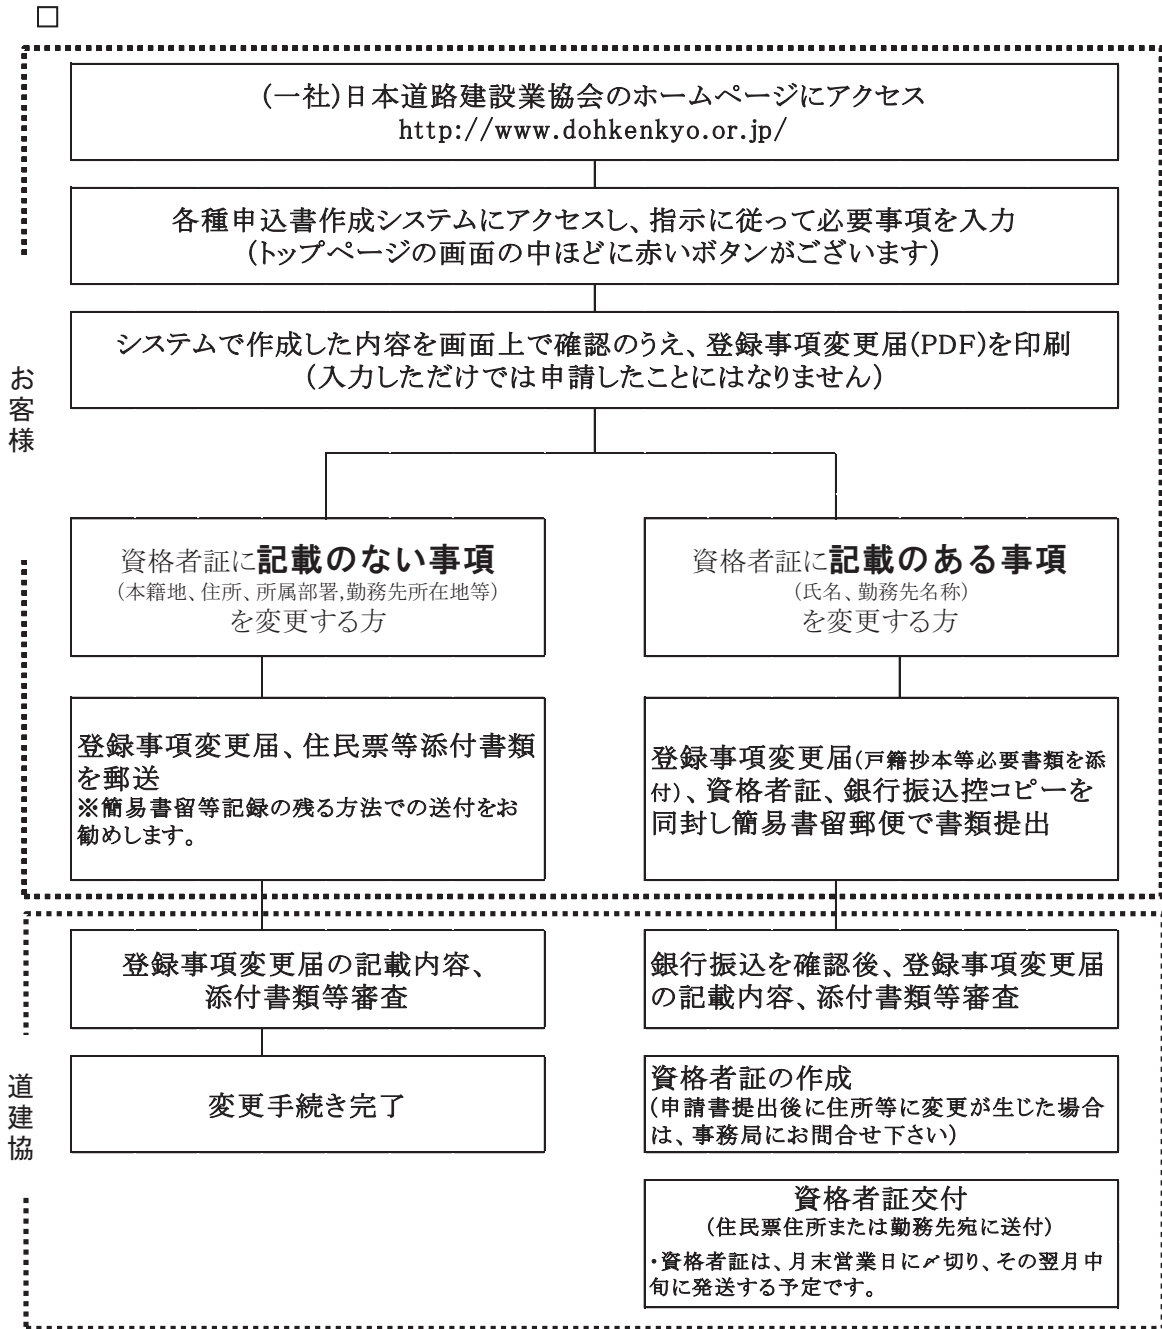 (一社)日本道路建設業協会のホームページにアクセス
http://www.dohkenkyo.or.jp/
各種申込書作成システムにアクセスし、指示に従って必要事項を入力
(トップページの画面の中ほどに赤いボタンがございます)
システムで作成した内容を画面上で確認のうえ、登録事項変更届(PDF)を印刷
(入力しただけでは申請したことにはなりません)
お客様
資格者証に記載のない事項
(本籍地、住所、所属部署,勤務先所在地等)
を変更する方
資格者証に記載のある事項
(氏名、勤務先名称)
を変更する方
登録事項変更届、住民票等添付書類
を郵送
※簡易書留等記録の残る方法での送付をお
勧めします。
登録事項変更届(戸籍抄本等必要書類を添
付)、資格者証、銀行振込控コピーを
同封し簡易書留郵便で書類提出
登録事項変更届の記載内容、
添付書類等審査
銀行振込を確認後、登録事項変更届
の記載内容、添付書類等審査
道建協
変更手続き完了
資格者証の作成
(申請書提出後に住所等に変更が生じた場合
は、事務局にお問合せ下さい)
資格者証交付
(住民票住所または勤務先宛に送付)
・資格者証は、月末営業日に〆切り、その翌月中
旬に発送する予定です。